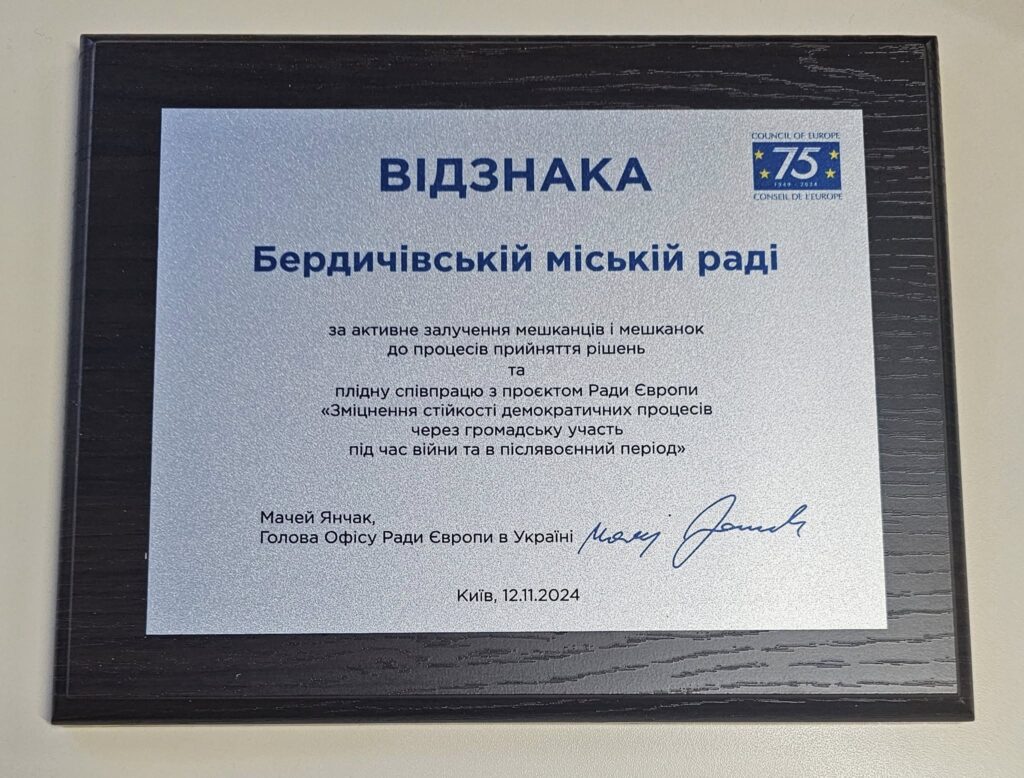 COUNCIL OF EUROPE
75
1949 - 2024
CONSEIL DE L'EUROPE
ВІДЗНАКА
Бердичівській міській раді
за активне залучення мешканців і мешканок
до процесів прийняття рішень
та
плідну співпрацю з проєктом Ради Європи
«Зміцнення стійкості демократичних процесів
через громадську участь
під час війни та в післявоєнний період»
Мачей Янчак,
Голова Офісу Ради Європи в Україні
Київ, 12.11.2024